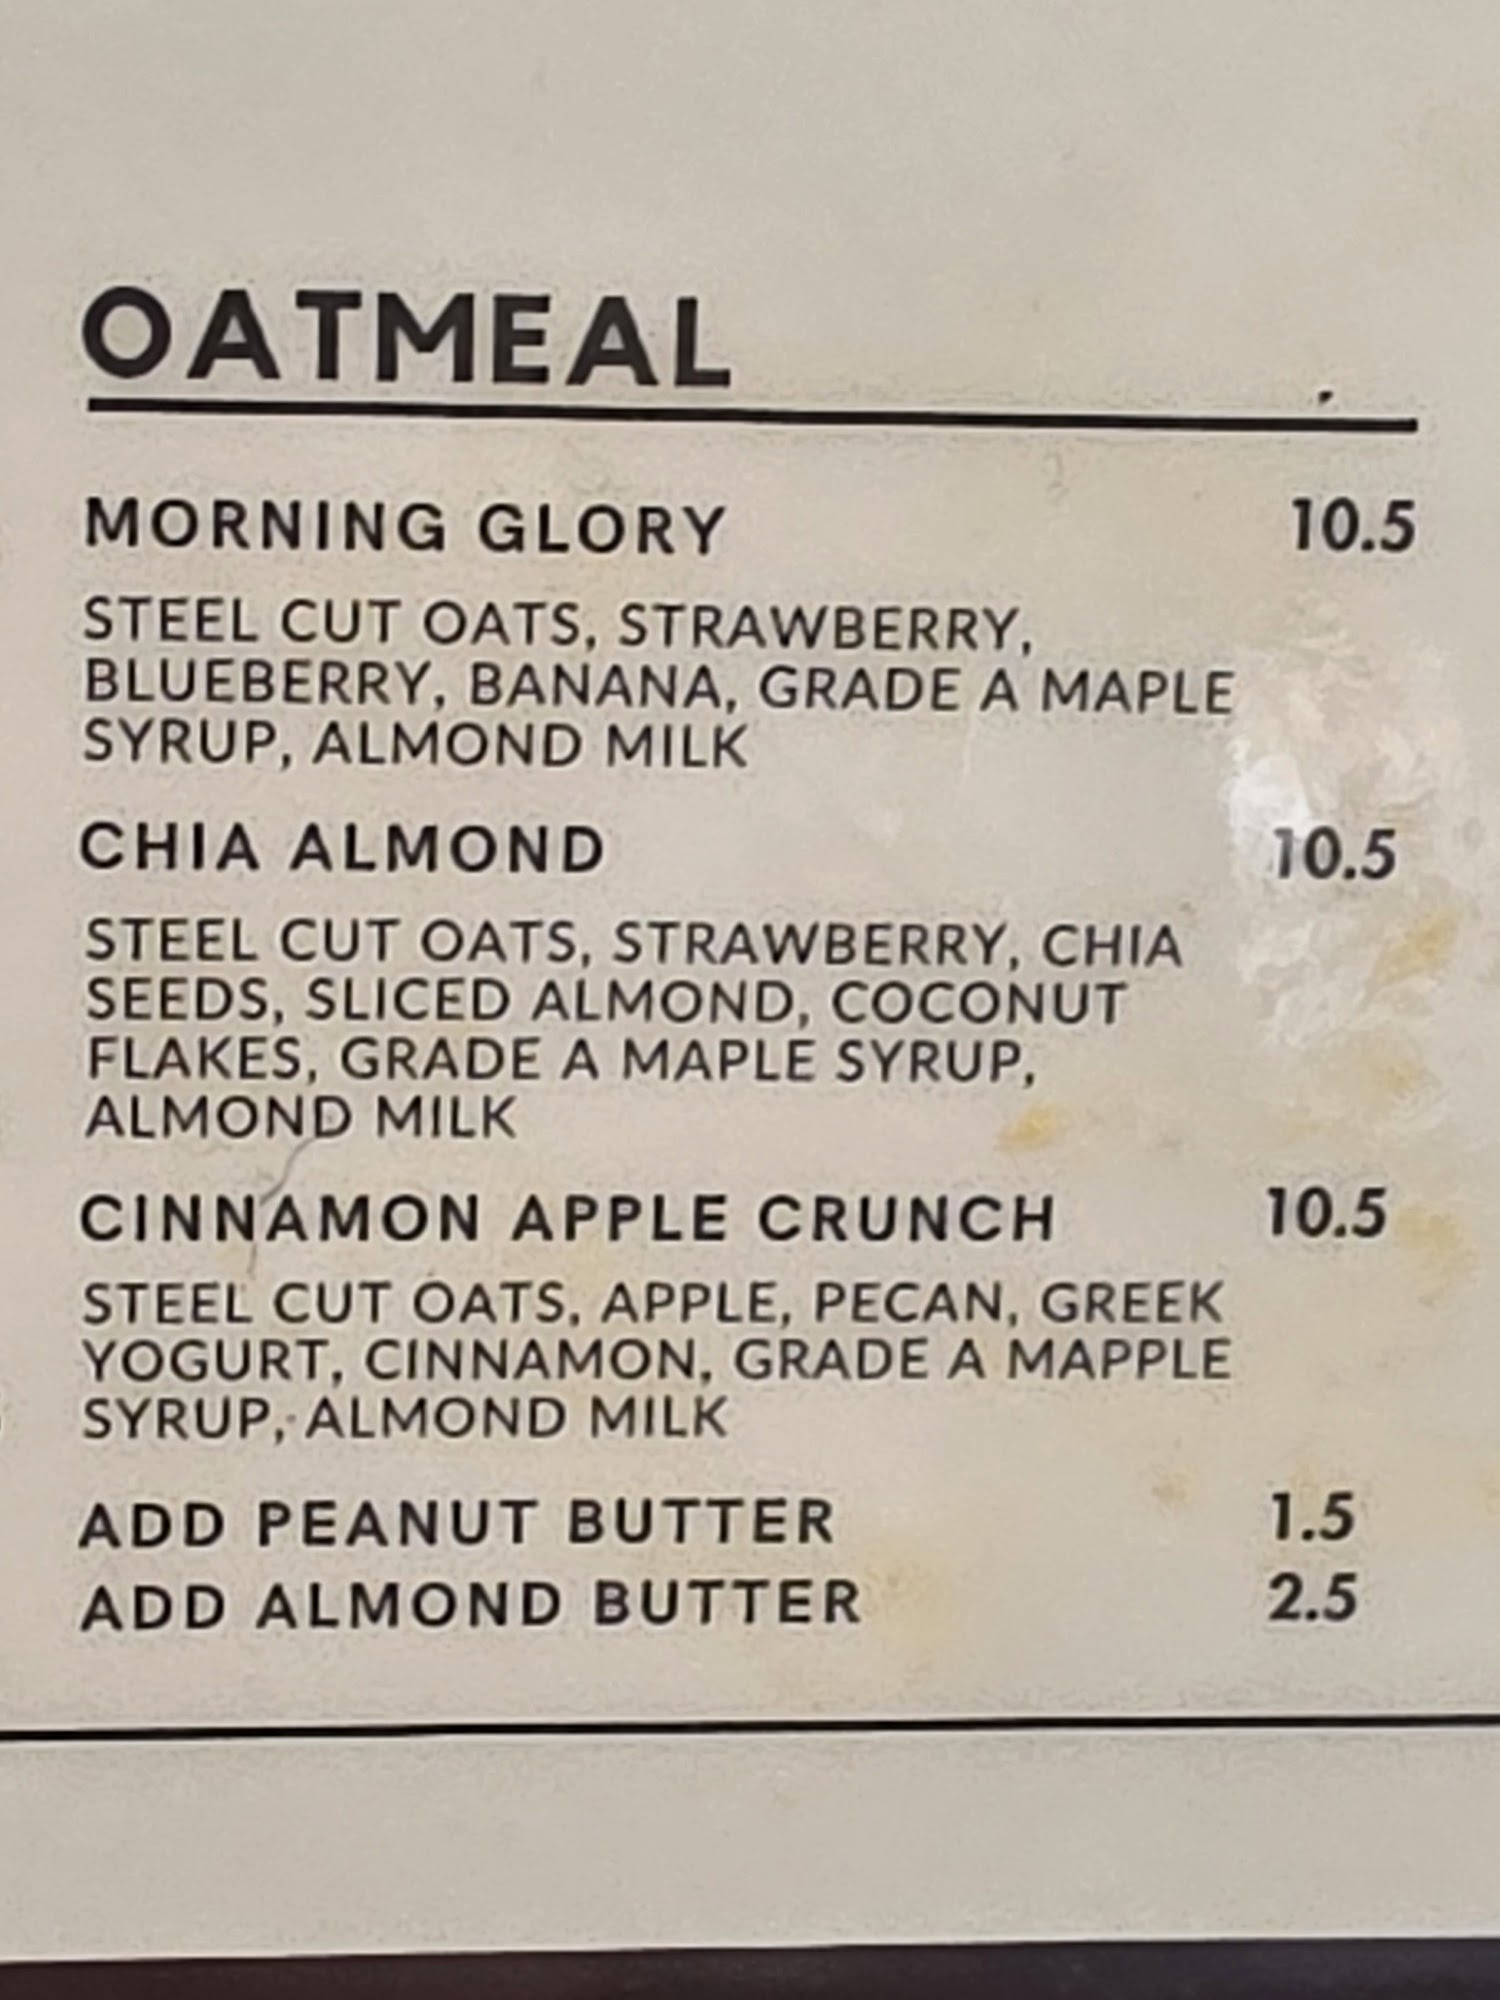 OATMEAL
MORNING GLORY 10.5
STEEL CUT OATS, STRAWBERRY,
BLUEBERRY, BANANA, GRADE A MAPLE
SYRUP, ALMOND MILK
CHIA ALMOND 10.5
STEEL CUT OATS, STRAWBERRY, CHIA
SEEDS, SLICED ALMOND, COCONUT
FLAKES, GRADE A MAPLE SYRUP,
ALMOND MILK
CINNAMON APPLE CRUNCH 10.5
STEEL CUT OATS, APPLE, PECAN, GREEK
YOGURT, CINNAMON, GRADE A MAPPLE
SYRUP, ALMOND MILK
ADD PEANUT BUTTER 1.5
ADD ALMOND BUTTER 2.5